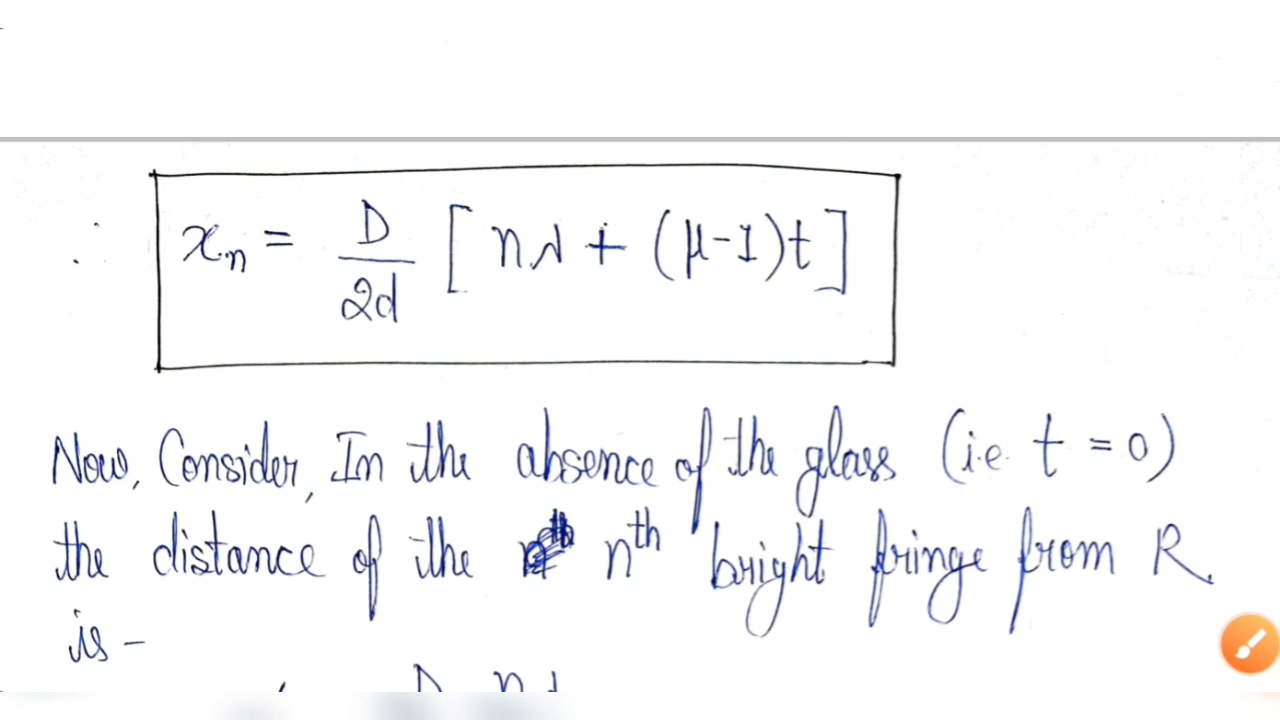 ∴ xn = D/2d [nλ + (μ-1)t]
Now, Consider, In the absence of the glass (i.e. t = 0)
the distance of the nth bright fringe from R.
is -
D nλ